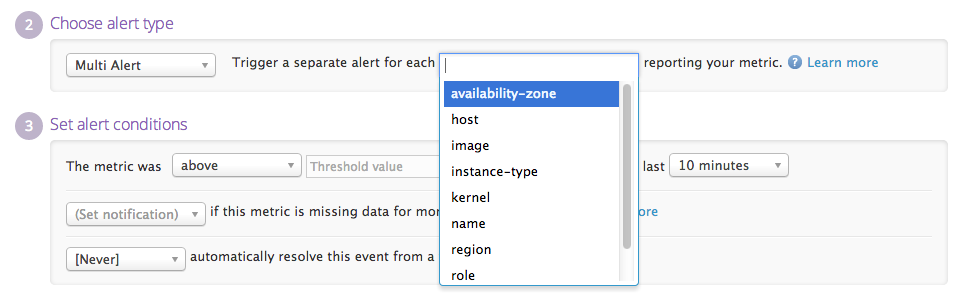 2 Choose alert type
Multi Alert Trigger a separate alert for each reporting your metric. ? Learn more
availability-zone
host
image
instance-type
kernel
name
region
role
3 Set alert conditions
The metric was above Threshold value last 10 minutes
(Set notification) if this metric is missing data for mor ore
[Never] automatically resolve this event from a